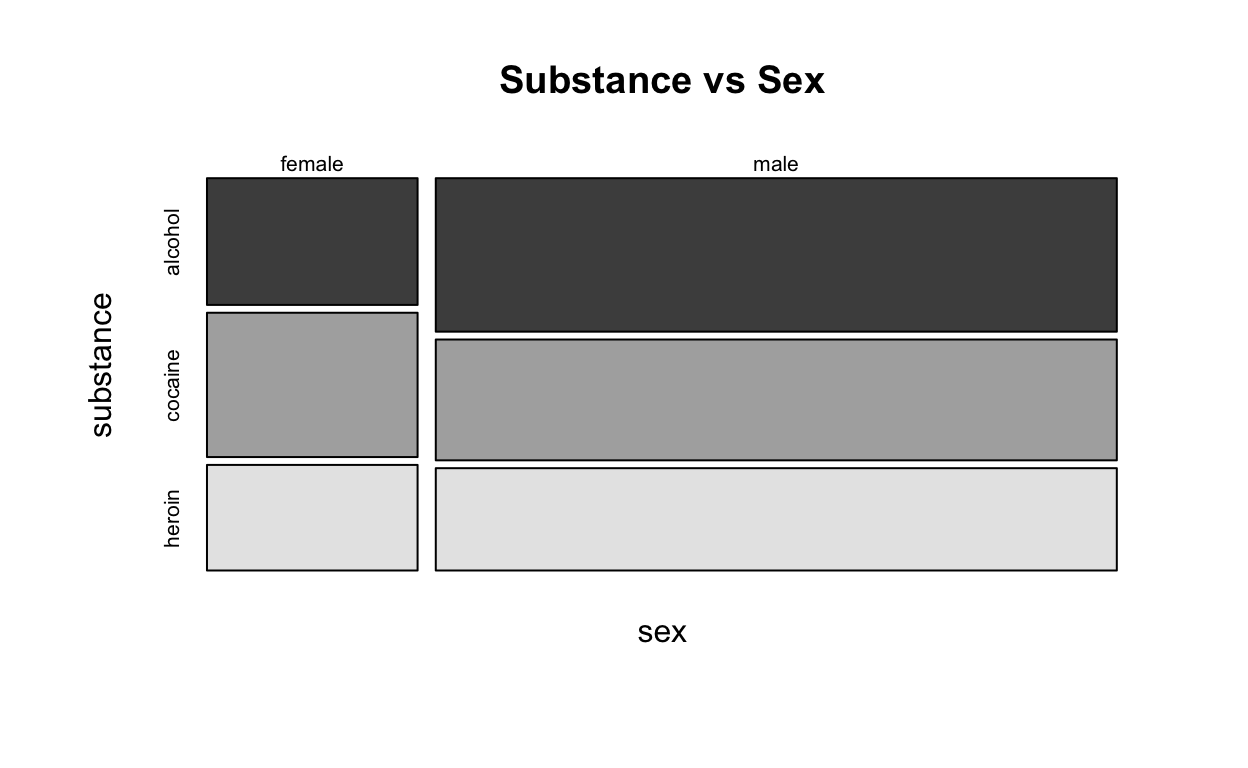 Substance vs Sex
female
male
alcohol
cocaine
heroin
substance
sex